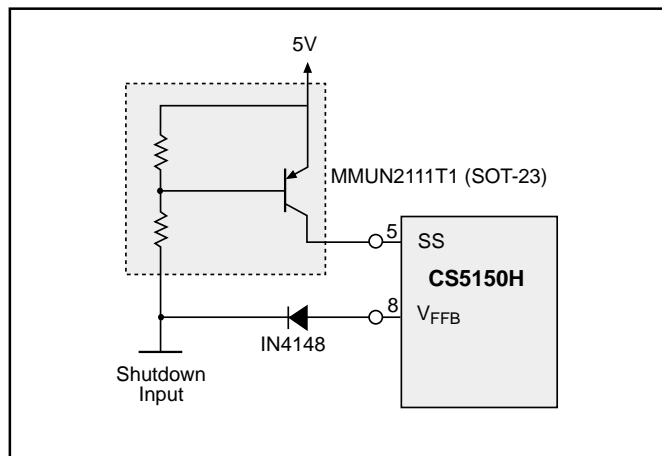 5V
MMUN2111T1 (SOT-23)
5
SS
CS5150H
8
VFFB
IN4148
Shutdown
Input